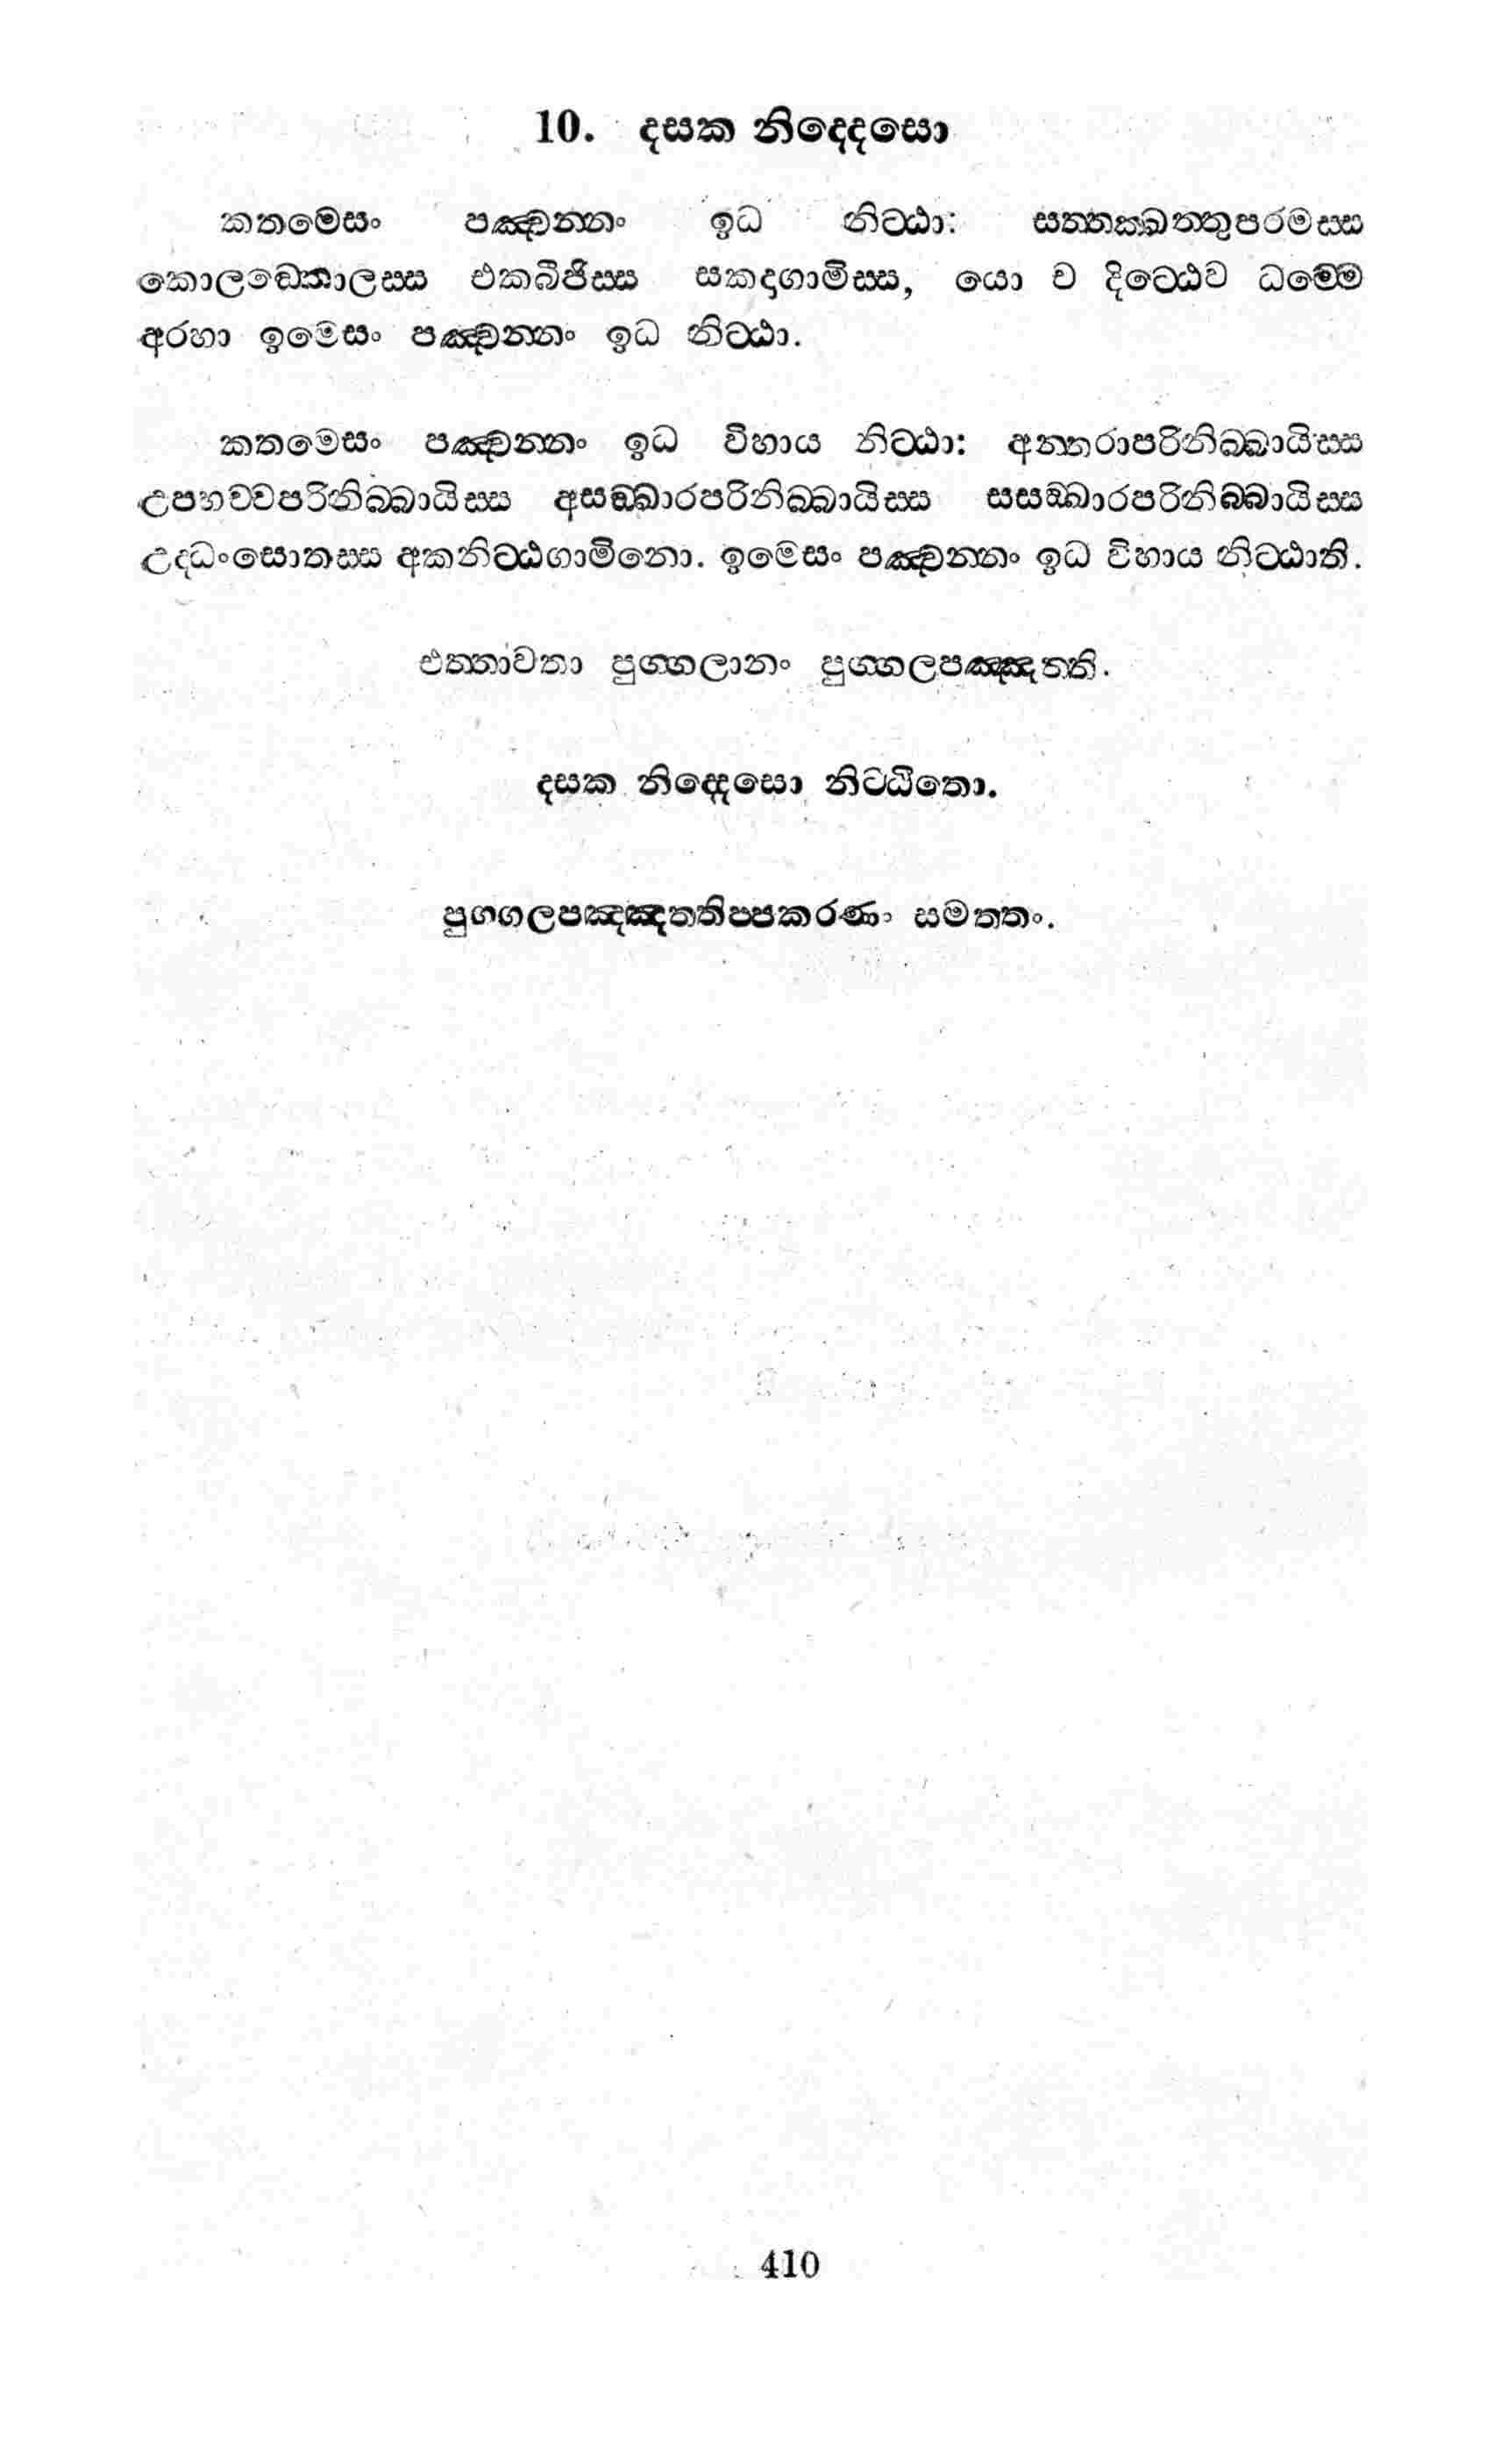 10. දසක නිද්දෙසො
කතමෙසං පඤ්චන්නං ඉධ නිට්ඨා: සත්තක්ඛත්තුපරමස්ස
කොලඞ්කොලස්ස එකබීජිස්ස සකදාගාමිස්ස, යො ච දිට්ඨෙව ධම්මෙ
අරහා ඉමෙසං පඤ්චන්නං ඉධ නිට්ඨා.
කතමෙසං පඤ්චන්නං ඉධ විහාය නිට්ඨා: අන්තරාපරිනිබ්බායිස්ස
උපහච්චපරිනිබ්බායිස්ස අසඞ්ඛාරපරිනිබ්බායිස්ස සසඞ්ඛාරපරිනිබ්බායිස්ස
උද්ධංසොතස්ස අකනිට්ඨගාමිනො. ඉමෙසං පඤ්චන්නං ඉධ විහාය නිට්ඨාති.
එත්තාවතා පුග්ගලානං පුග්ගලපඤ්ඤත්ති.
දසක නිද්දෙසො නිට්ඨිතො.
පුග්ගලපඤ්ඤත්තිප්පකරණං සමත්තං.
410